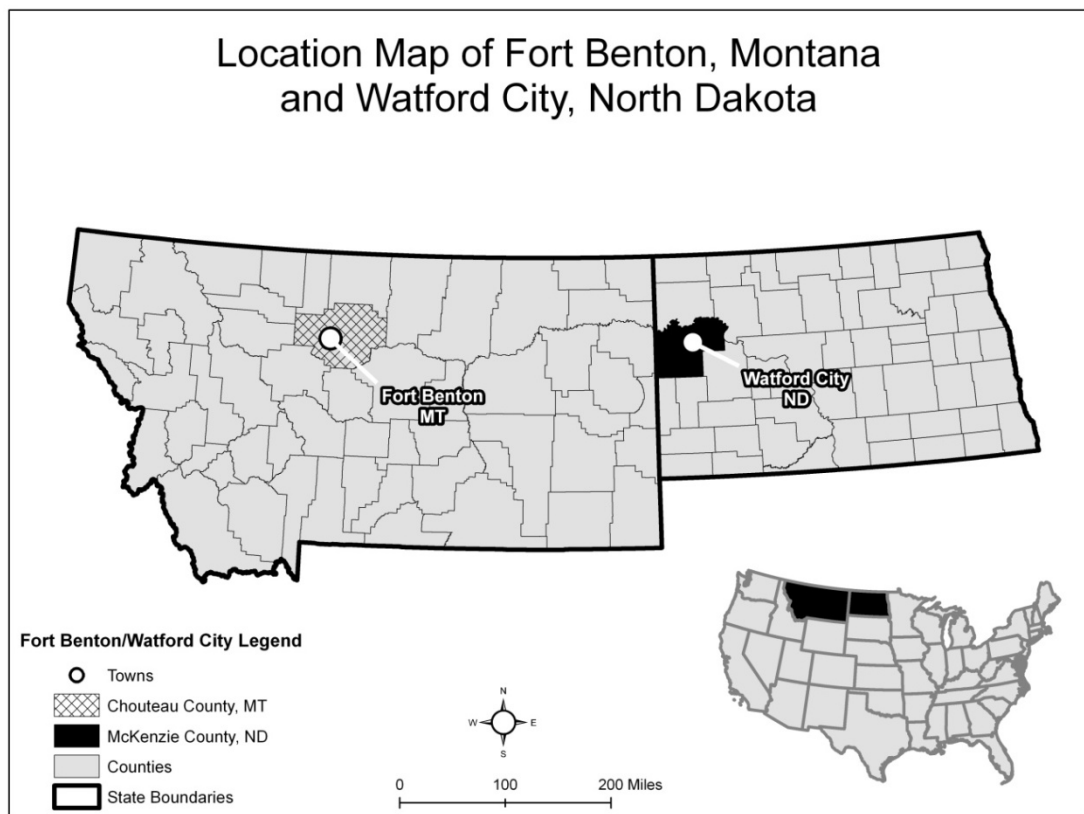 Location Map of Fort Benton, Montana
and Watford City, North Dakota
Fort Benton
MT
Watford City
ND
Fort Benton/Watford City Legend
Towns
Chouteau County, MT
McKenzie County, ND
Counties
State Boundaries
N
W E
S
0 100 200 Miles